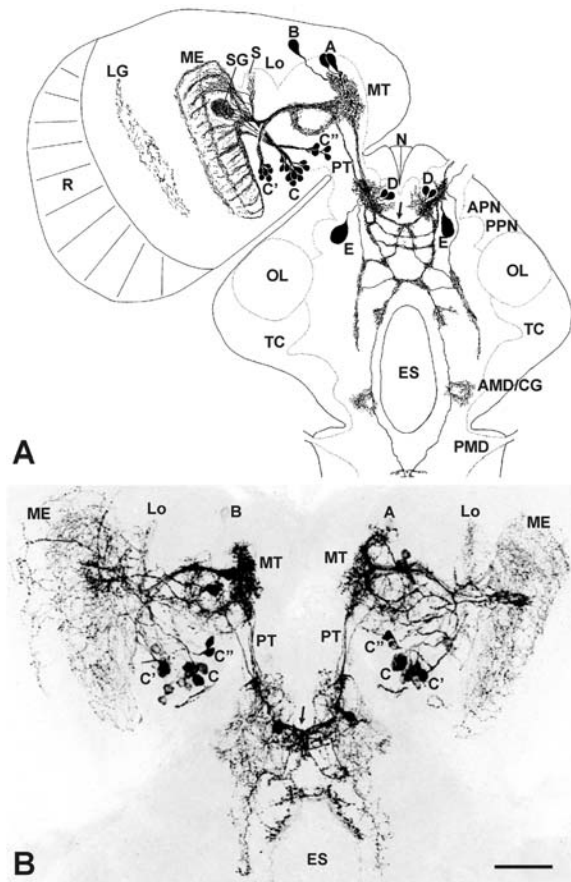 B
A
ME
SG
S
Lo
LG
MT
C"
N
R
PT
C'
C
D
D
APN
PPN
E
E
OL
OL
TC
TC
ES
AMD/CG
A
PMD
ME
Lo
B
A
Lo
ME
MT
MT
C"
PT
PT
C"
C'
C
C
C'
B
ES